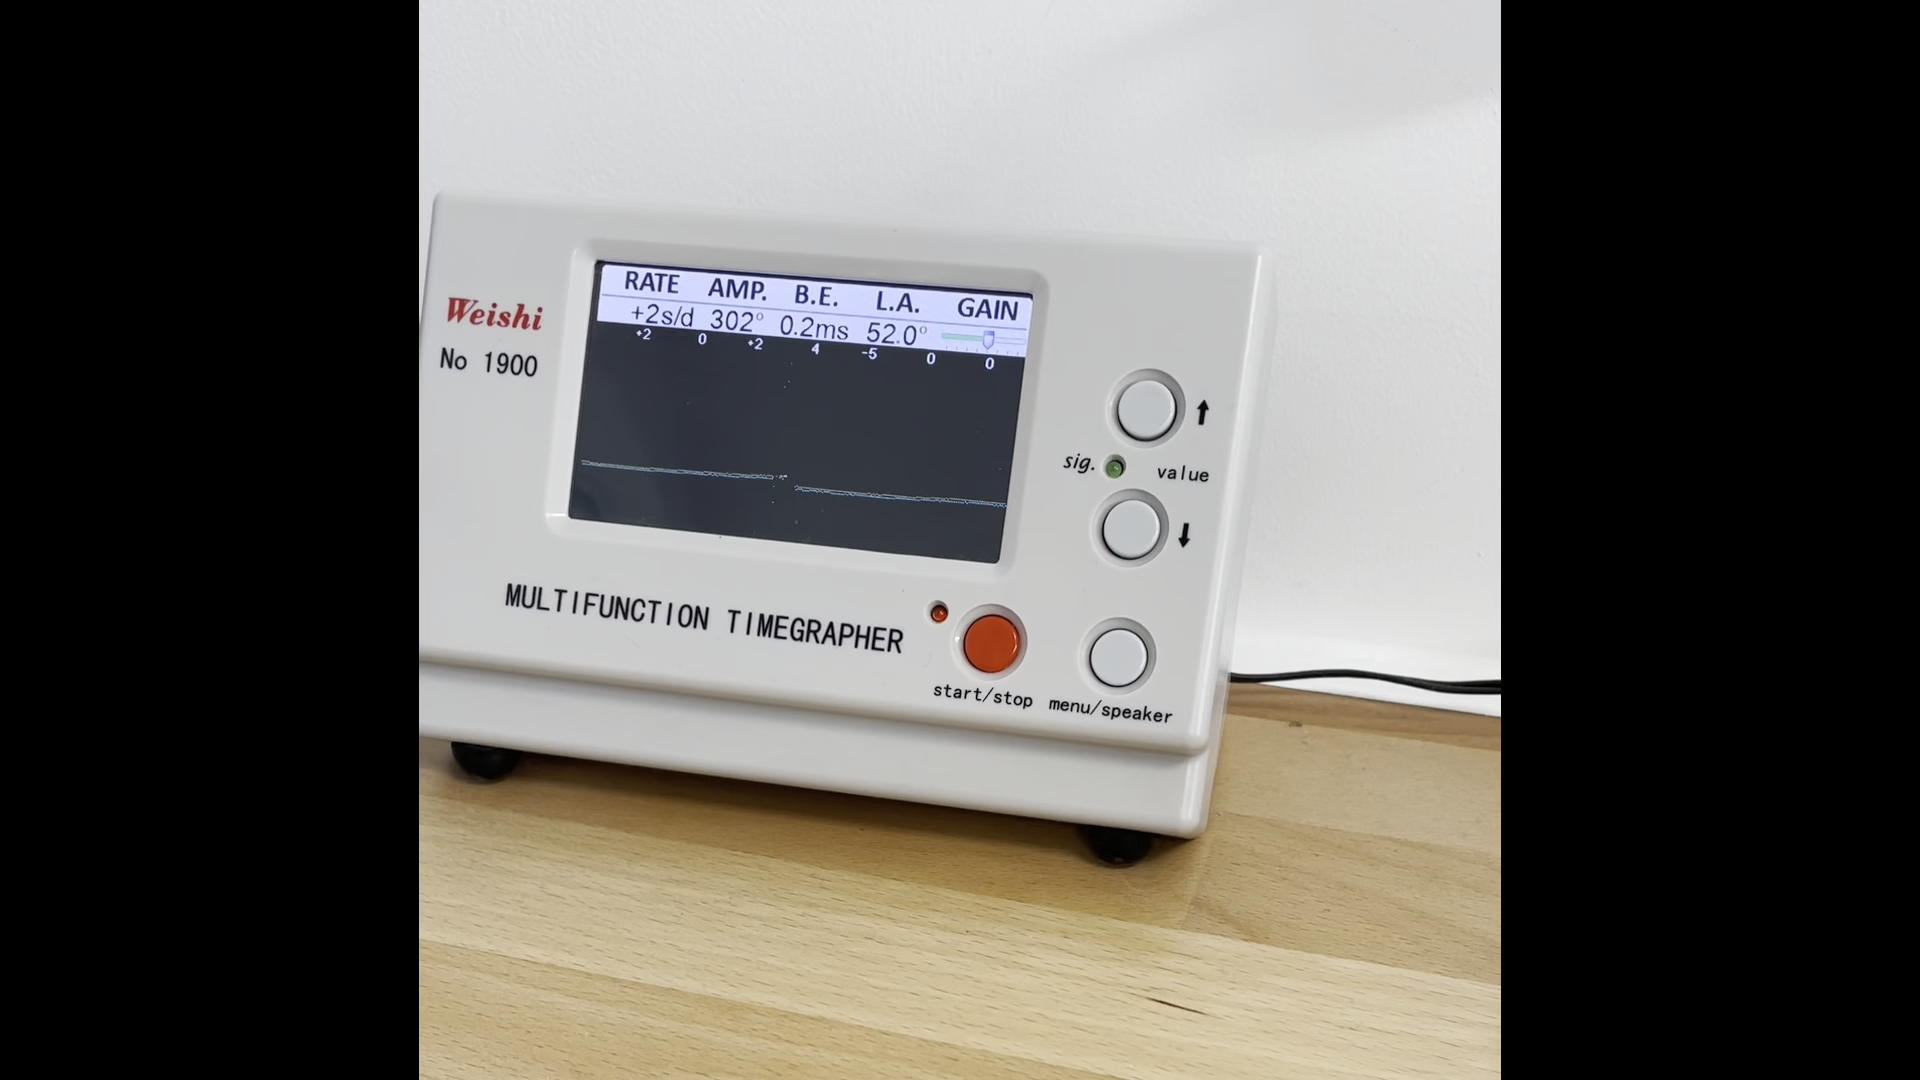 RATE AMP. B.E. L.A. GAIN
+2s/d 302° 0.2ms 52.0°
+2 0 +2 4 -5 0 0
Weishi
No 1900
sig. value
MULTIFUNCTION TIMEGRAPHER
start/stop menu/speaker